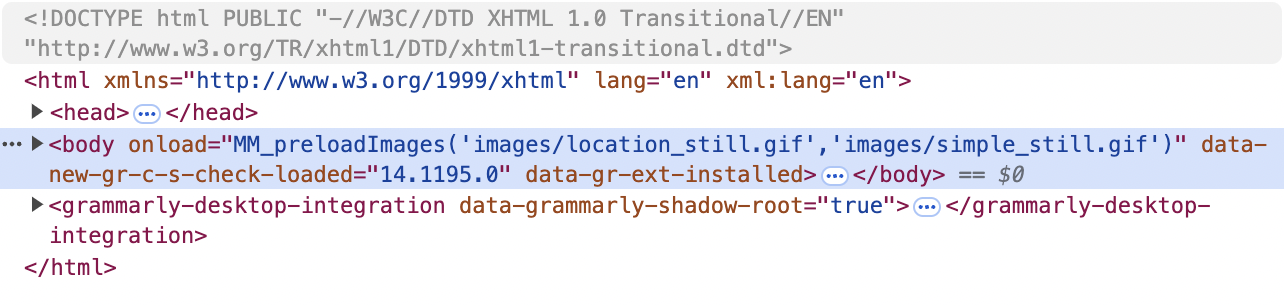 <!DOCTYPE html PUBLIC "-//W3C//DTD XHTML 1.0 Transitional//EN"
"http://www.w3.org/TR/xhtml1/DTD/xhtml1-transitional.dtd">
<html xmlns="http://www.w3.org/1999/xhtml" lang="en" xml:lang="en">
<head>…</head>
<body onload="MM_preloadImages('images/location_still.gif','images/simple_still.gif')" data-
new-gr-c-s-check-loaded="14.1195.0" data-gr-ext-installed>…</body> == $0
<grammarly-desktop-integration data-grammarly-shadow-root="true">…</grammarly-desktop-
integration>
</html>